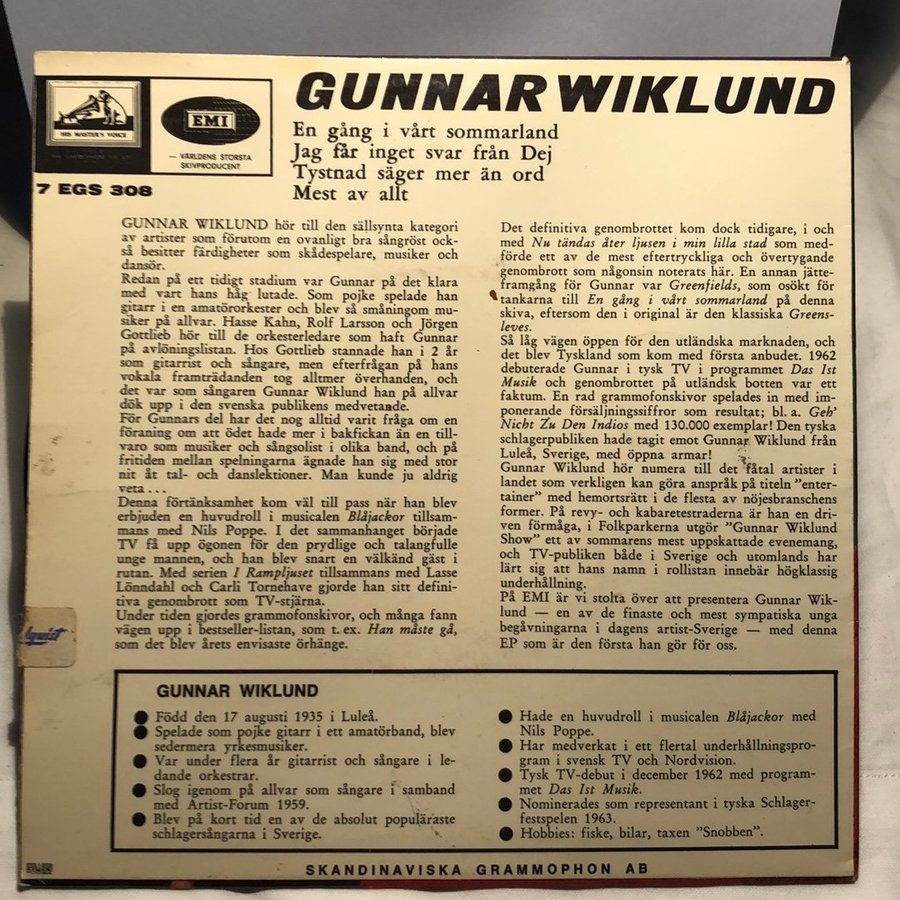 GUNNAR WIKLUND
HIS MASTER'S VOICE
EMI
— VÄRLDENS STORSTA
SKIVPRODUCENT
7 EGS 308
En gång i vårt sommarland
Jag får inget svar från Dej
Tystnad säger mer än ord
Mest av allt
GUNNAR WIKLUND hör till den sällsynta kategori
av artister som förutom en ovanligt bra sångröst ock-
så besitter färdigheter som skådespelare, musiker och
dansör.
Redan på ett tidigt stadium var Gunnar på det klara
med vart hans håg lutade. Som pojke spelade han
gitarr i en amatörorkester och blev så småningom mu-
siker på allvar. Hasse Kahn, Rolf Larsson och Jörgen
Gottlieb hör till de orkesterledare som haft Gunnar
på avlöningslistan. Hos Gottlieb stannade han i 2 år
som gitarrist och sångare, men efterfrågan på hans
vokala framträdanden tog alltmer överhanden, och
det var som sångaren Gunnar Wiklund han på allvar
dök upp i den svenska publikens medvetande.
För Gunnars del har det nog alltid varit fråga om en
föraning om att ödet hade mer i bakfickan än en till-
varo som musiker och sångsolist i olika band, och på
fritiden mellan spelningarna ägnade han sig med stor
nit åt tal- och danslektioner. Man kunde ju aldrig
veta . . .
Denna förtänksamhet kom väl till pass när han blev
erbjuden en huvudroll i musicalen Blåjackor tillsam-
mans med Nils Poppe. I det sammanhanget började
TV få upp ögonen för den prydlige och talangfulle
unge mannen, och han blev snart en välkänd gäst i
rutan. Med serien I Rampljuset tillsammans med Lasse
Lönndahl och Carli Tornehave gjorde han sitt defini-
tiva genombrott som TV-stjärna.
Under tiden gjordes grammofonskivor, och många fann
vägen upp i bestseller-listan, som t. ex. Han måste gå,
som det blev årets envisaste örhänge.
Det definitiva genombrottet kom dock tidigare, i och
med Nu tändas åter ljusen i min lilla stad som med-
förde ett av de mest eftertryckliga och övertygande
genombrott som någonsin noterats här. En annan jätte-
framgång för Gunnar var Greenfields, som osökt för
tankarna till En gång i vårt sommarland på denna
skiva, eftersom den i original är den klassiska Greens-
leves.
Så låg vägen öppen för den utländska marknaden, och
det blev Tyskland som kom med första anbudet. 1962
debuterade Gunnar i tysk TV i programmet Das Ist
Musik och genombrottet på utländsk botten var ett
faktum. En rad grammofonskivor spelades in med im-
ponerande försäljningssiffror som resultat; bl. a. Geh'
Nicht Zu Den Indios med 130.000 exemplar! Den tyska
schlagerpubliken hade tagit emot Gunnar Wiklund från
Luleå, Sverige, med öppna armar!
Gunnar Wiklund hör numera till det fåtal artister i
landet som verkligen kan göra anspråk på titeln "enter-
tainer" med hemortsrätt i de flesta av nöjesbranschens
former. På revy- och kabaretestraderna är han en dri-
ven förmåga, i Folkparkerna utgör "Gunnar Wiklund
Show" ett av sommarens mest uppskattade evenemang,
och TV-publiken både i Sverige och utomlands har
lärt sig att hans namn i rollistan innebär högklassig
underhållning.
På EMI är vi stolta över att presentera Gunnar Wik-
lund — en av de finaste och mest sympatiska unga
begåvningarna i dagens artist-Sverige — med denna
EP som är den första han gör för oss.
GUNNAR WIKLUND
Född den 17 augusti 1935 i Luleå.
Spelade som pojke gitarr i ett amatörband, blev
sedermera yrkesmusiker.
Var under flera år gitarrist och sångare i le-
dande orkestrar.
Slog igenom på allvar som sångare i samband
med Artist-Forum 1959.
Blev på kort tid en av de absolut populäraste
schlagersångarna i Sverige.
Hade en huvudroll i musicalen Blåjackor med
Nils Poppe.
Har medverkat i ett flertal underhållningspro-
gram i svensk TV och Nordvision.
Tysk TV-debut i december 1962 med program-
met Das Ist Musik.
Nominerades som representant i tyska Schlager-
festspelen 1963.
Hobbies: fiske, bilar, taxen "Snobben".
SKANDINAVISKA GRAMMOPHON AB